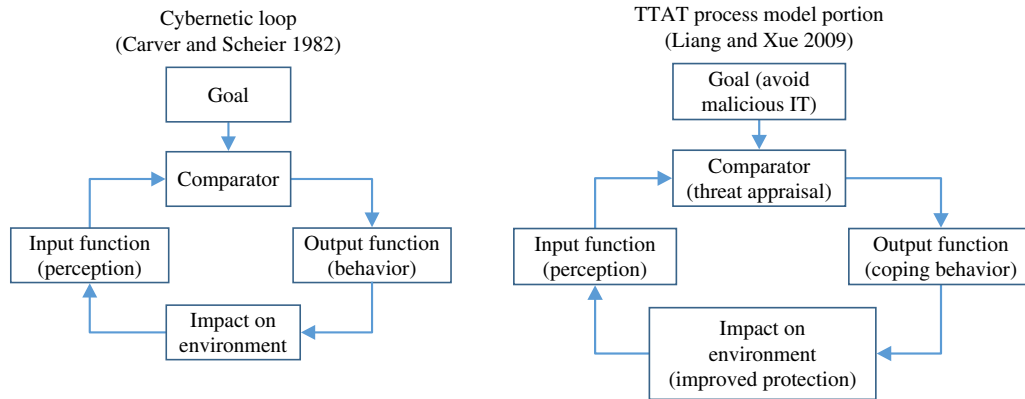 Cybernetic loop
(Carver and Scheier 1982)
Goal
Comparator
Input function
(perception)
Output function
(behavior)
Impact on
environment
TTAT process model portion
(Liang and Xue 2009)
Goal (avoid
malicious IT)
Comparator
(threat appraisal)
Input function
(perception)
Output function
(coping behavior)
Impact on
environment
(improved protection)